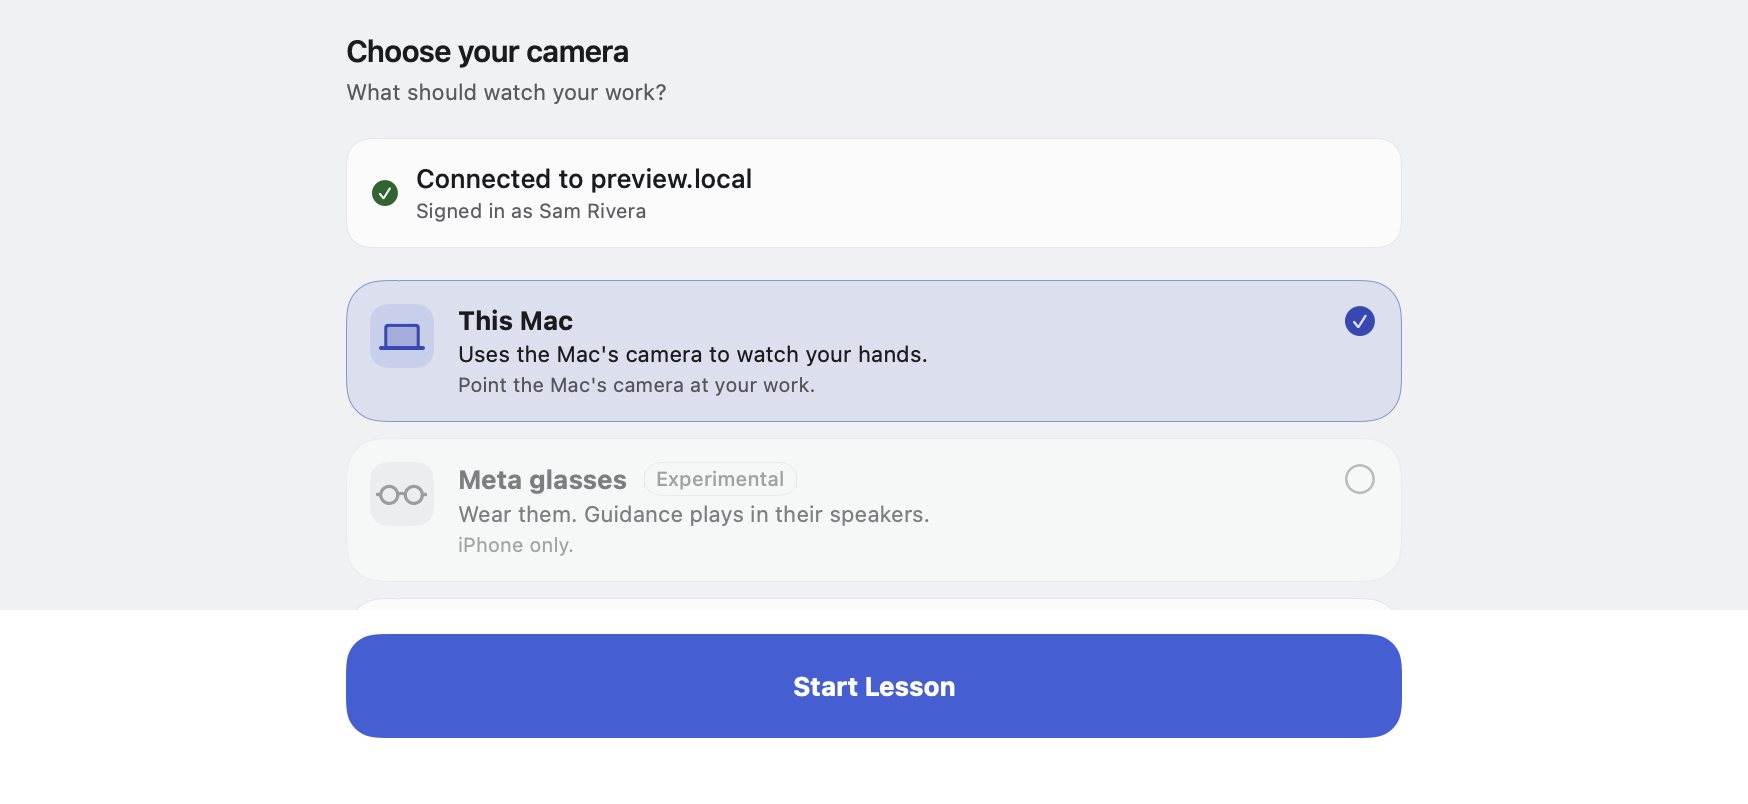 Choose your camera
What should watch your work?
Connected to preview.local
Signed in as Sam Rivera
This Mac
Uses the Mac's camera to watch your hands.
Point the Mac's camera at your work.
Meta glasses Experimental
Wear them. Guidance plays in their speakers.
iPhone only.
Start Lesson